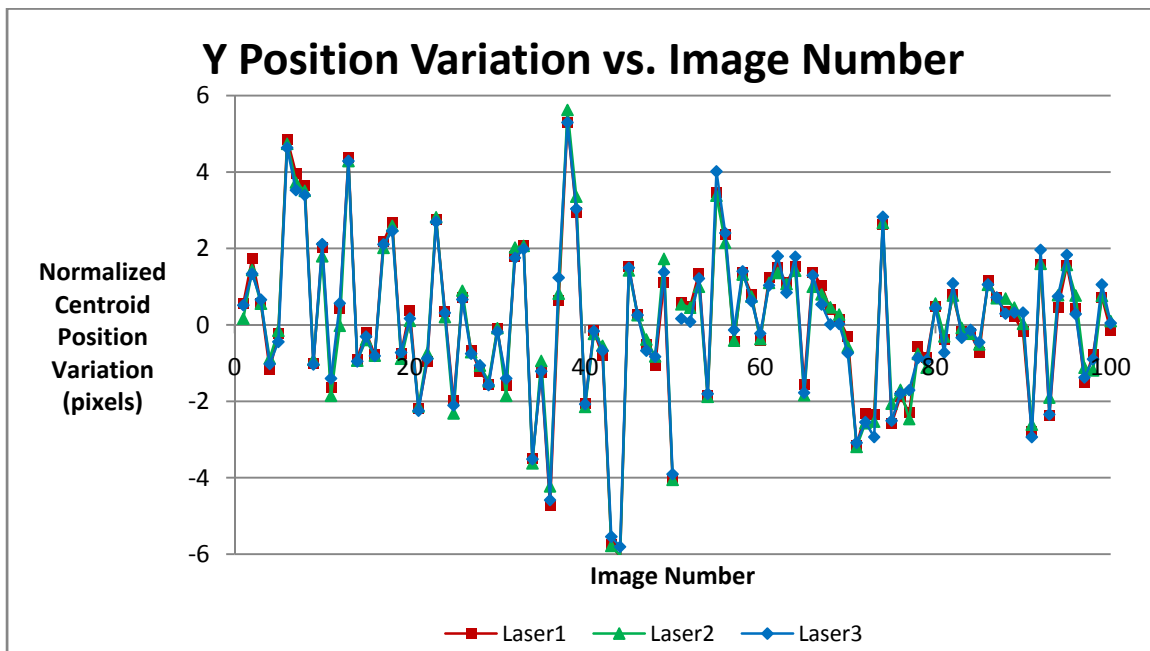 Y Position Variation vs. Image Number
6
4
2
0
-2
-4
-6
Normalized
Centroid
Position
Variation
(pixels)
0 20 40 60 80 100
Image Number
Laser1 Laser2 Laser3